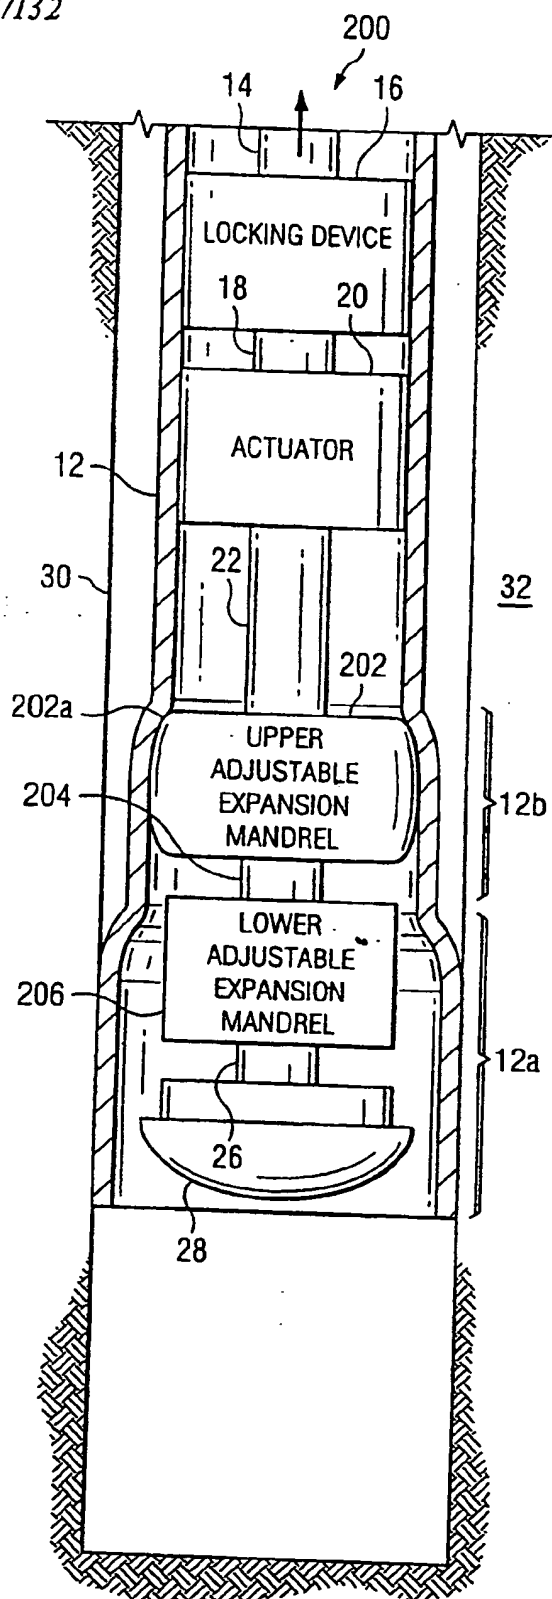 7132
200
14
16
LOCKING DEVICE
18
20
ACTUATOR
12
30
22
32
202
202a
UPPER
ADJUSTABLE
EXPANSION
MANDREL
12b
204
LOWER
ADJUSTABLE
EXPANSION
MANDREL
206
12a
26
28